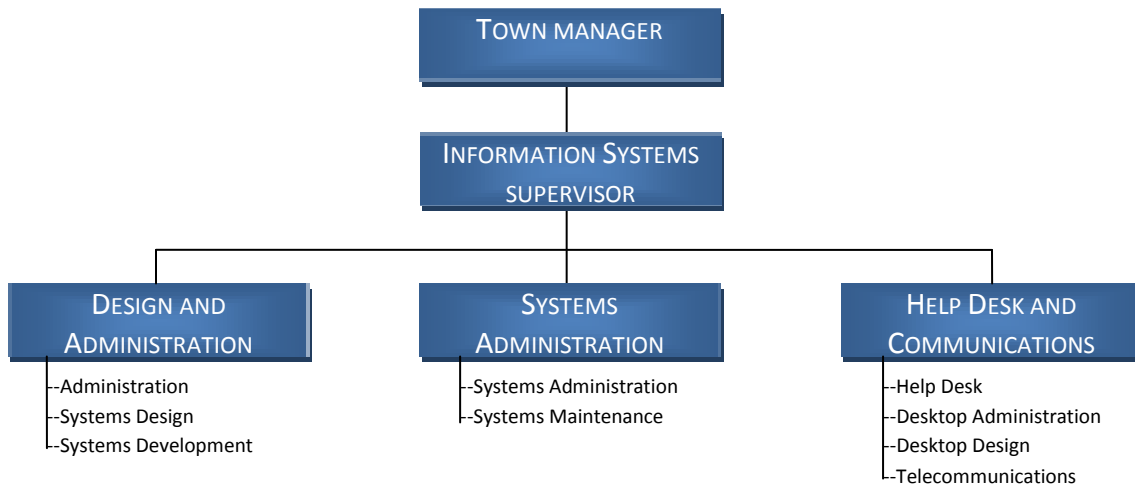 TOWN MANAGER
INFORMATION SYSTEMS
SUPERVISOR
DESIGN AND
ADMINISTRATION
--Administration
--Systems Design
--Systems Development
SYSTEMS
ADMINISTRATION
--Systems Administration
--Systems Maintenance
HELP DESK AND
COMMUNICATIONS
--Help Desk
--Desktop Administration
--Desktop Design
--Telecommunications